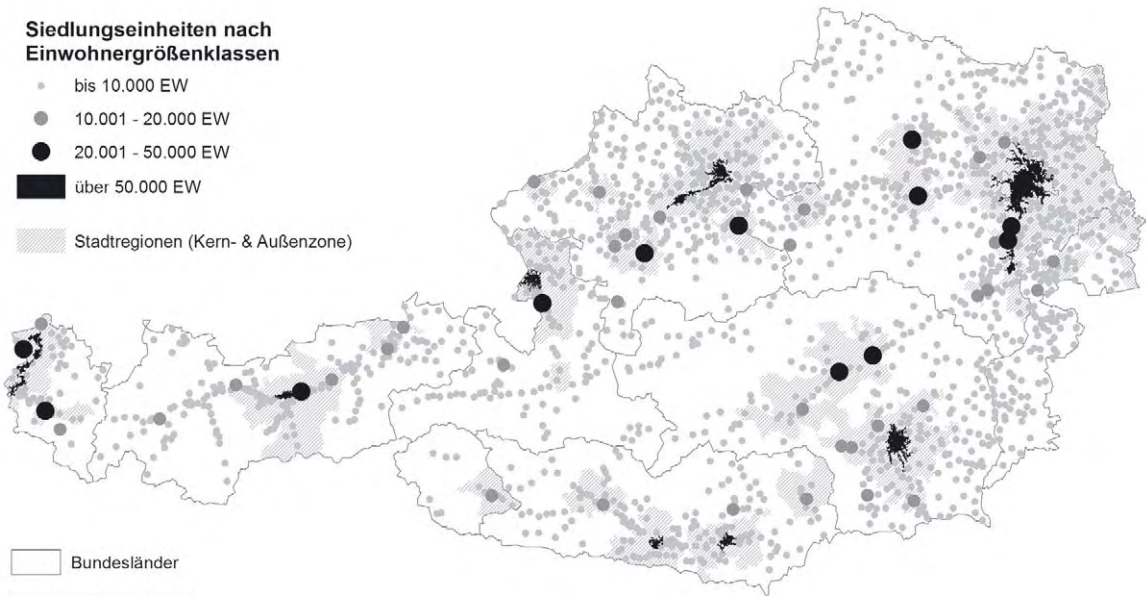 Siedlungseinheiten nach
Einwohnergrößenklassen
bis 10.000 EW
10.001 - 20.000 EW
20.001 - 50.000 EW
über 50.000 EW
Stadtregionen (Kern- & Außenzone)
Bundesländer